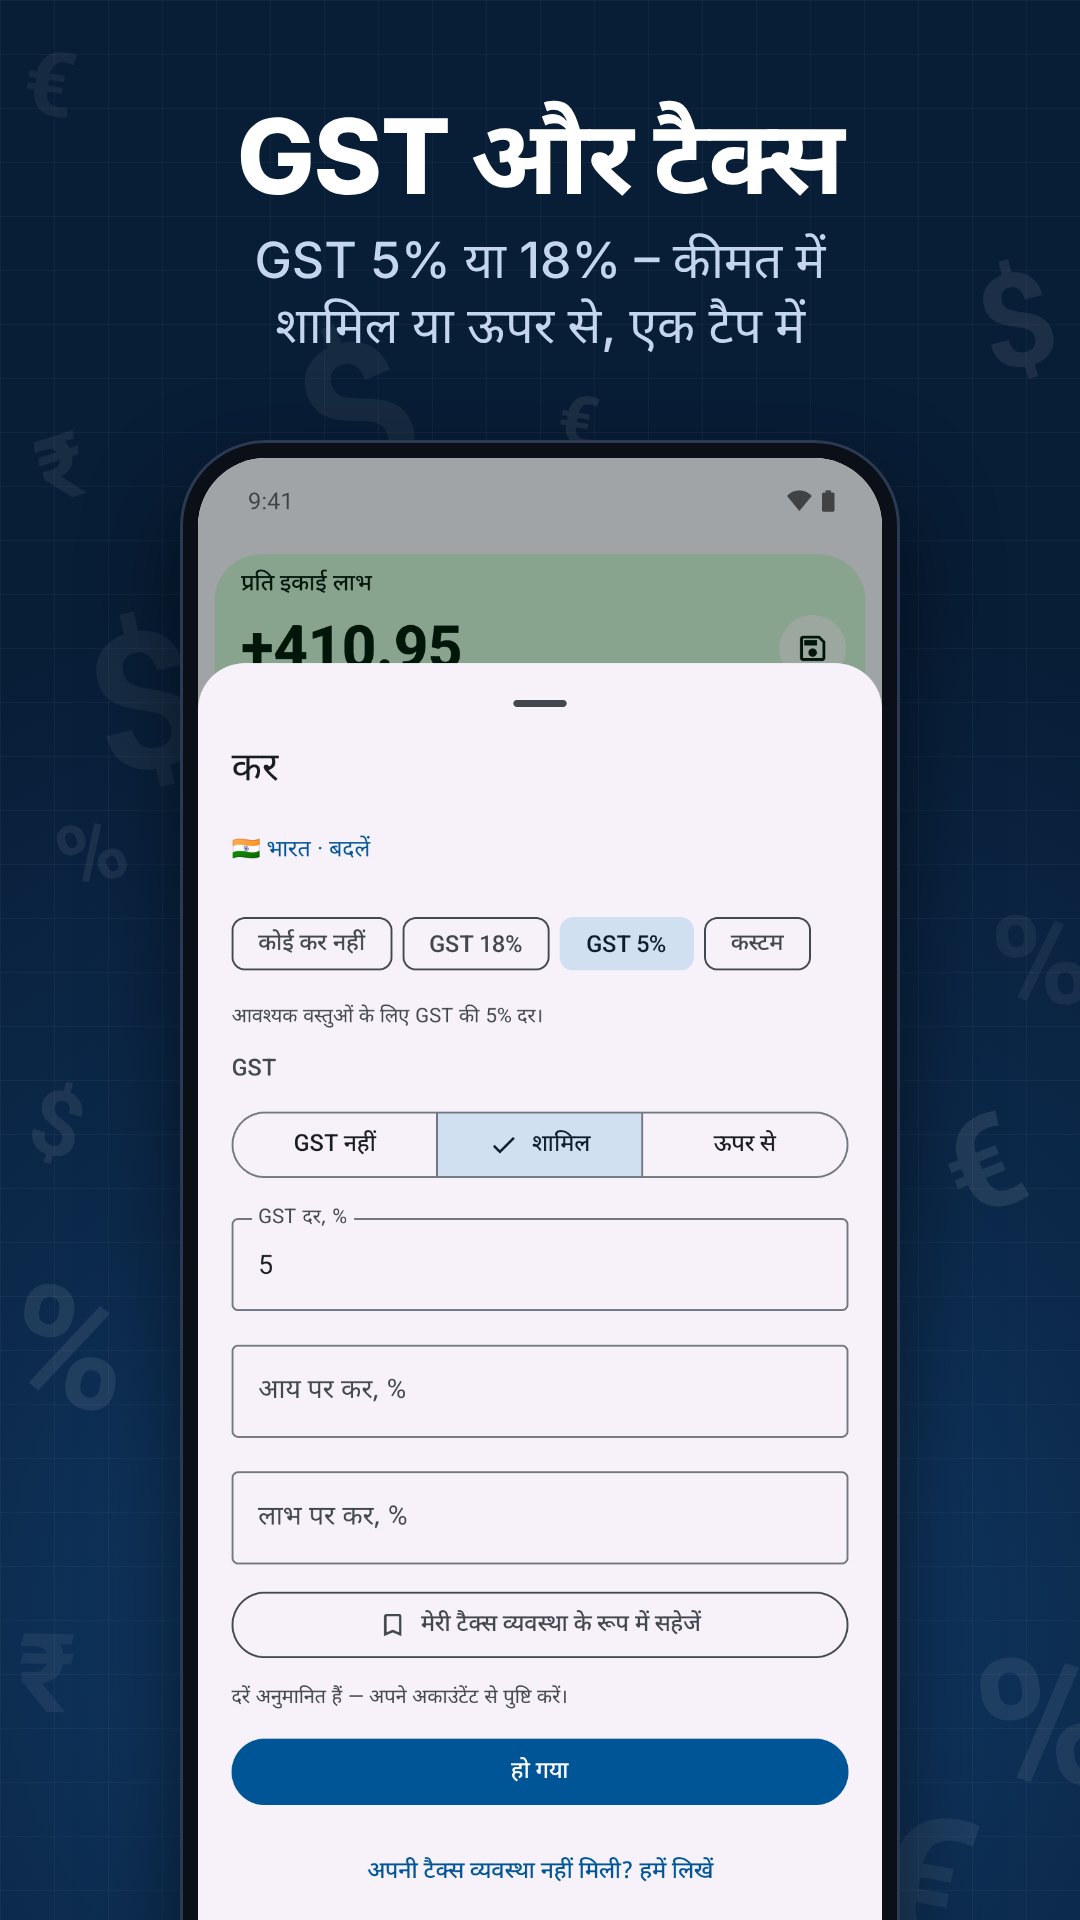 GST और टैक्स
GST 5% या 18% – कीमत में
शामिल या ऊपर से, एक टैप में
9:41
प्रति इकाई लाभ
+410.95
कर
🇮🇳 भारत · बदलें
कोई कर नहीं GST 18% GST 5% कस्टम
आवश्यक वस्तुओं के लिए GST की 5% दर।
GST
GST नहीं शामिल ऊपर से
GST दर, %
5
आय पर कर, %
लाभ पर कर, %
मेरी टैक्स व्यवस्था के रूप में सहेजें
दरें अनुमानित हैं — अपने अकाउंटेंट से पुष्टि करें।
हो गया
अपनी टैक्स व्यवस्था नहीं मिली? हमें लिखें